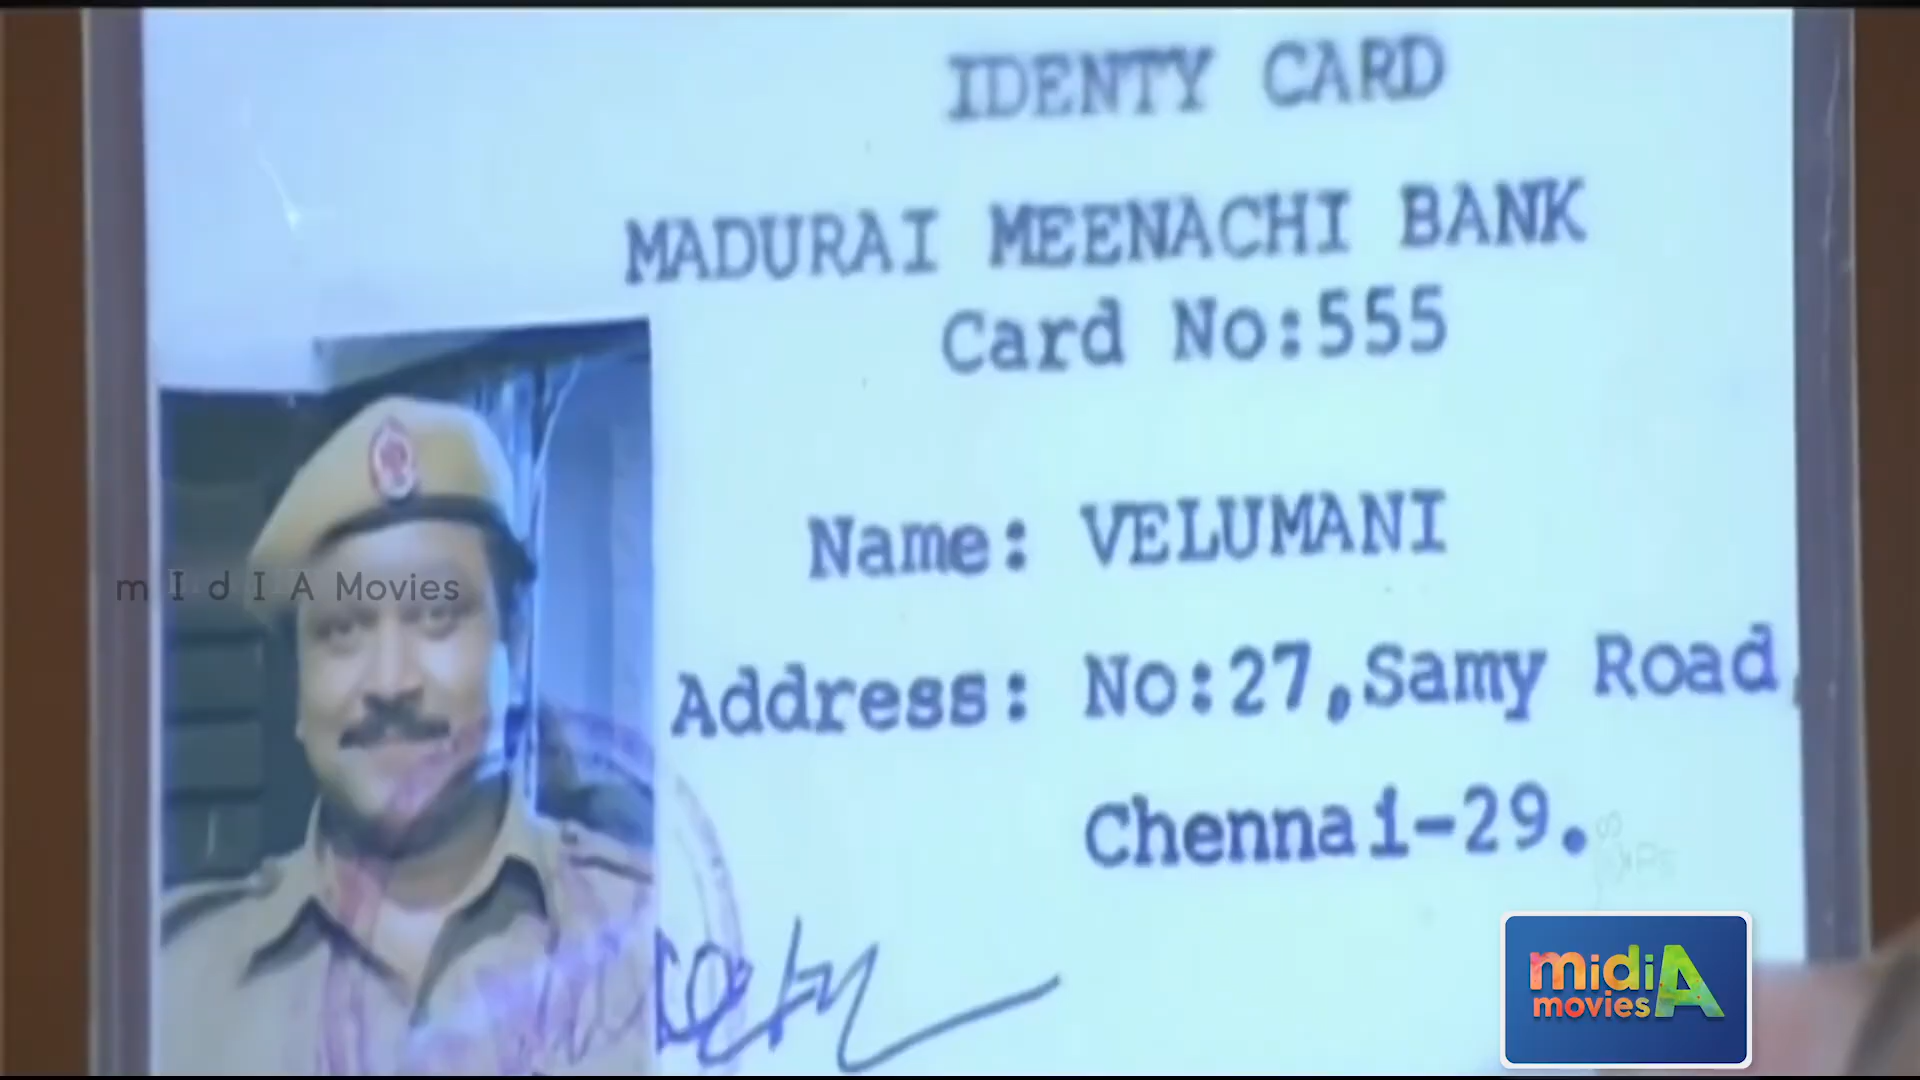 IDENTY CARD
MADURAI MEENACHI BANK
Card No:555
Name: VELUMANI
m I d I A Movies
Address: No:27,Samy Road,
Chennai-29.
midiA
movies